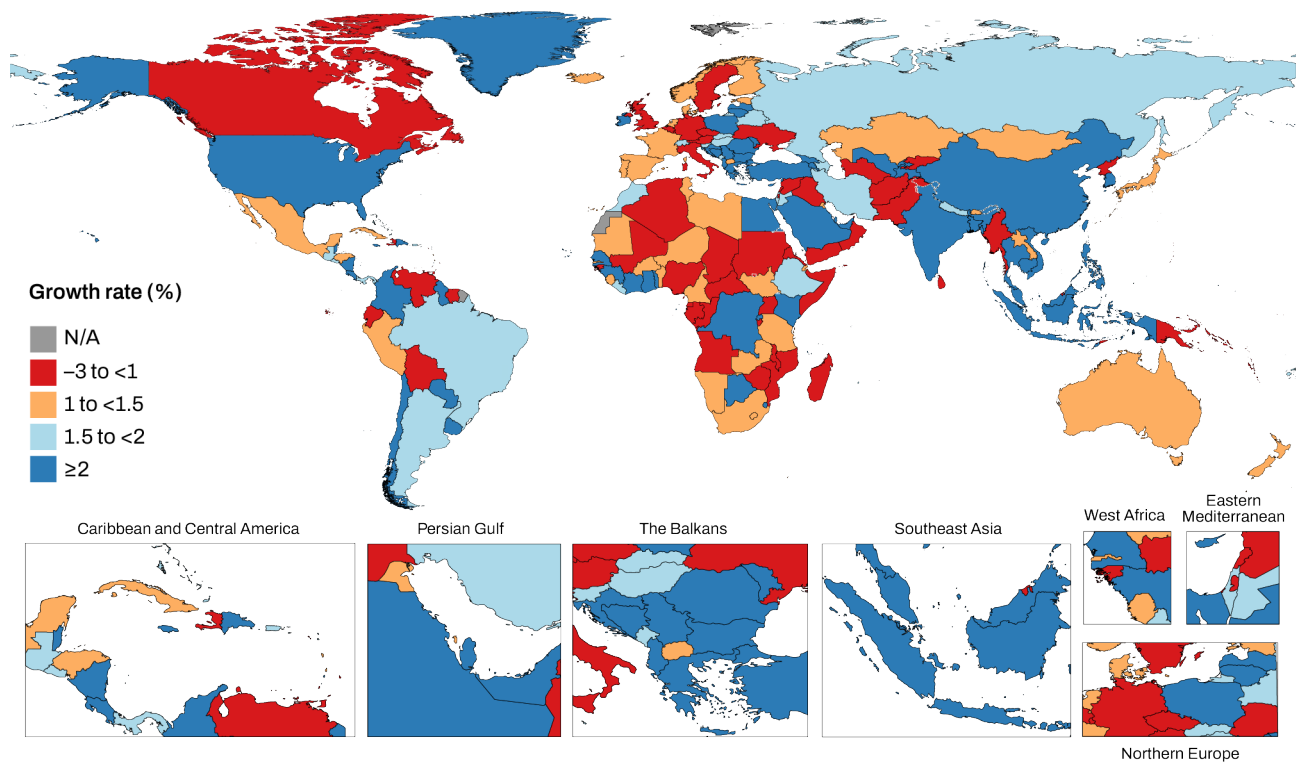 Growth rate (%)
N/A
–3 to <1
1 to <1.5
1.5 to <2
≥2
Caribbean and Central America
Persian Gulf
The Balkans
Southeast Asia
West Africa
Eastern
Mediterranean
Northern Europe